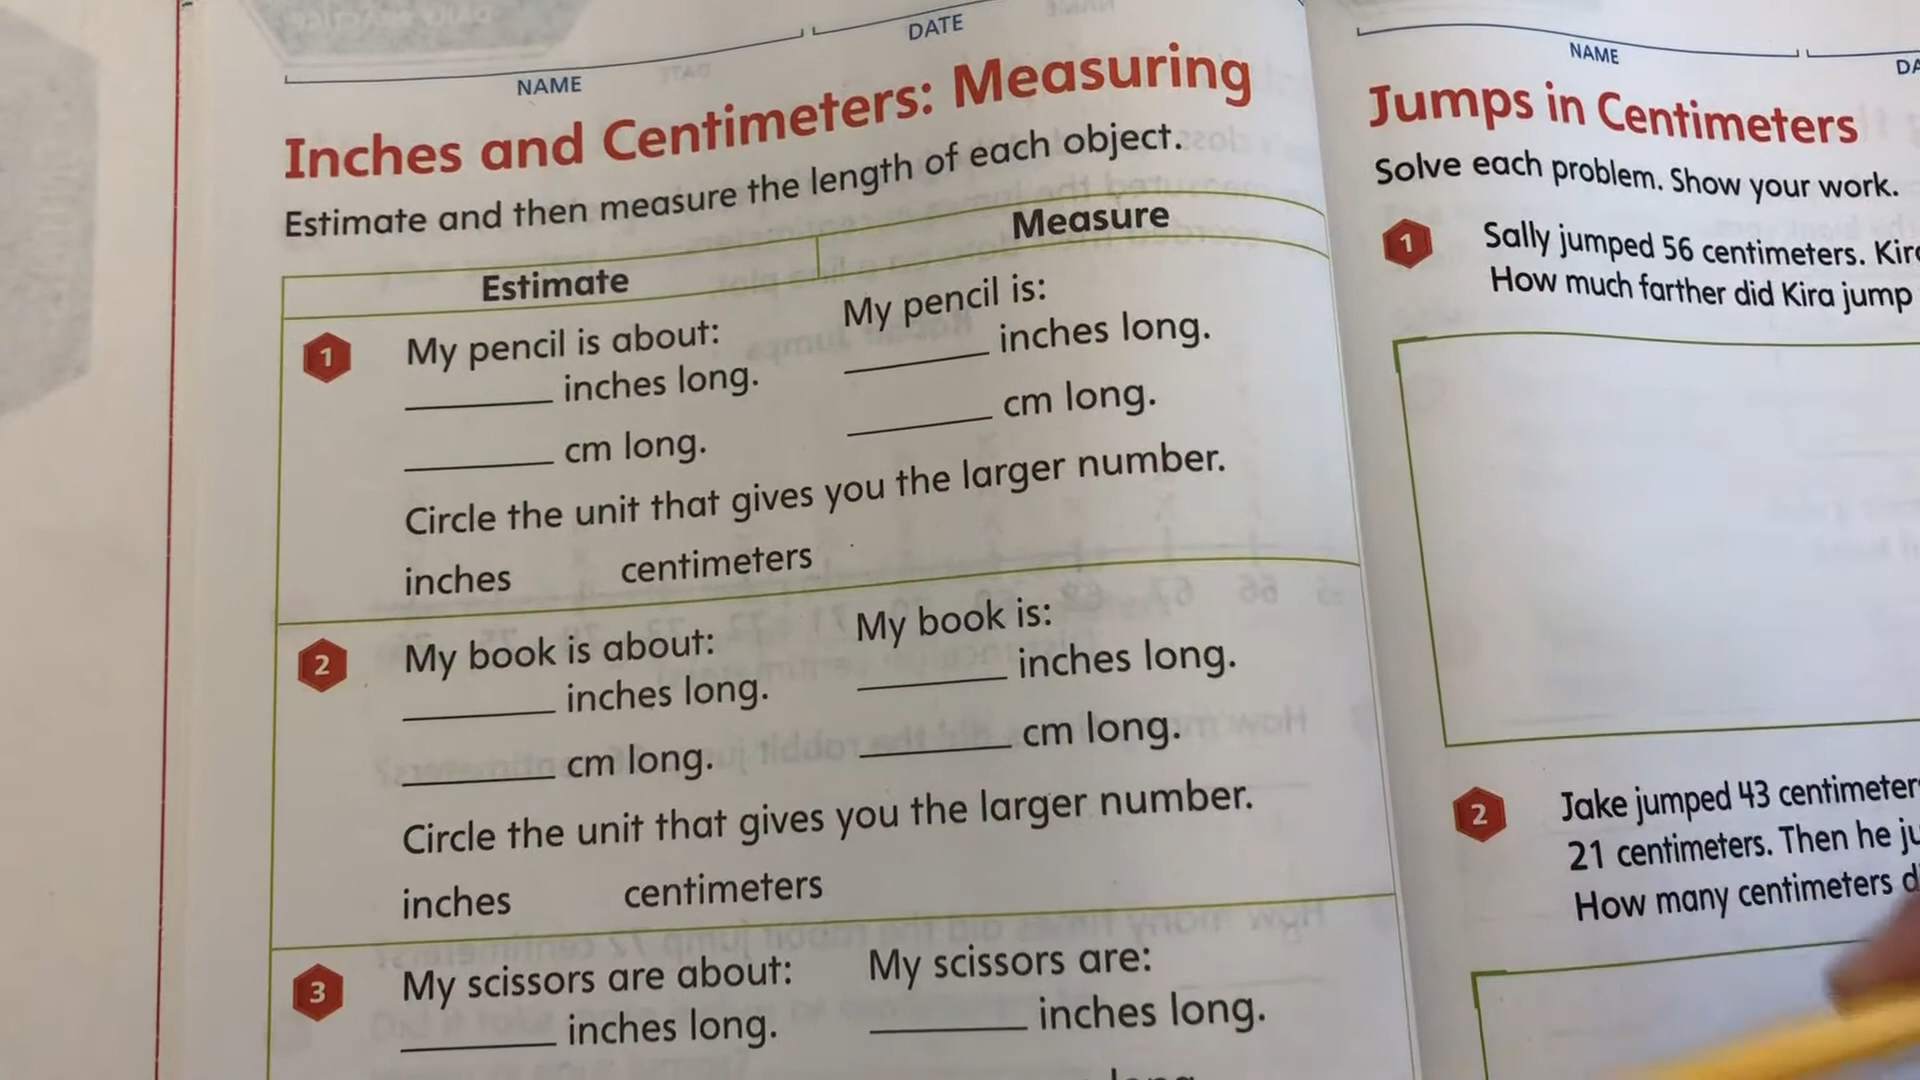 NAME
DATE
Inches and Centimeters: Measuring
Estimate and then measure the length of each object.
Estimate
Measure
1
My pencil is about:
inches long.
cm long.
My pencil is:
inches long.
cm long.
Circle the unit that gives you the larger number.
inches centimeters
2
My book is about:
inches long.
cm long.
My book is:
inches long.
cm long.
Circle the unit that gives you the larger number.
inches centimeters
3
My scissors are about:
inches long.
My scissors are:
inches long.
long
NAME
DA
Jumps in Centimeters
Solve each problem. Show your work.
1
Sally jumped 56 centimeters. Kir
How much farther did Kira jump
2
Jake jumped 43 centimeter
21 centimeters. Then he ju
How many centimeters d